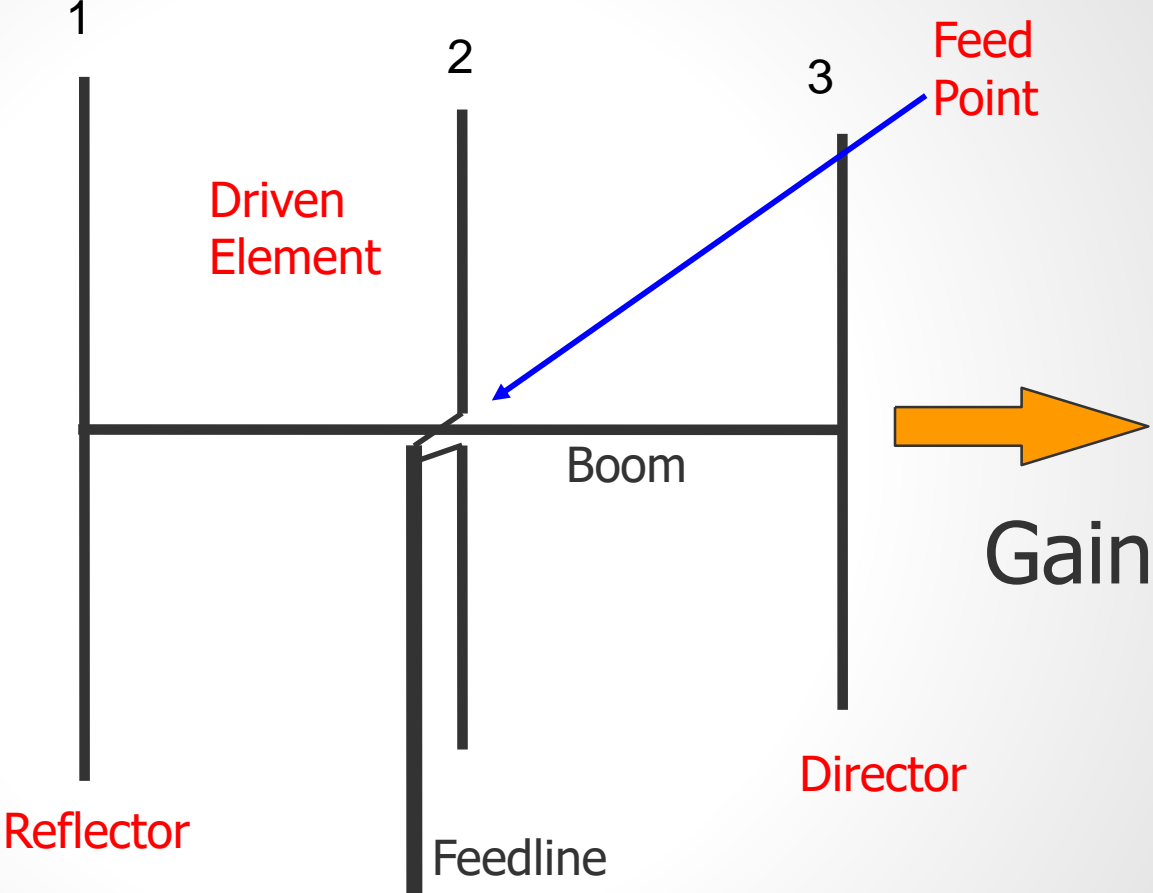 1
2
3
Feed
Point
Driven
Element
Boom
Gain
Director
Reflector
Feedline